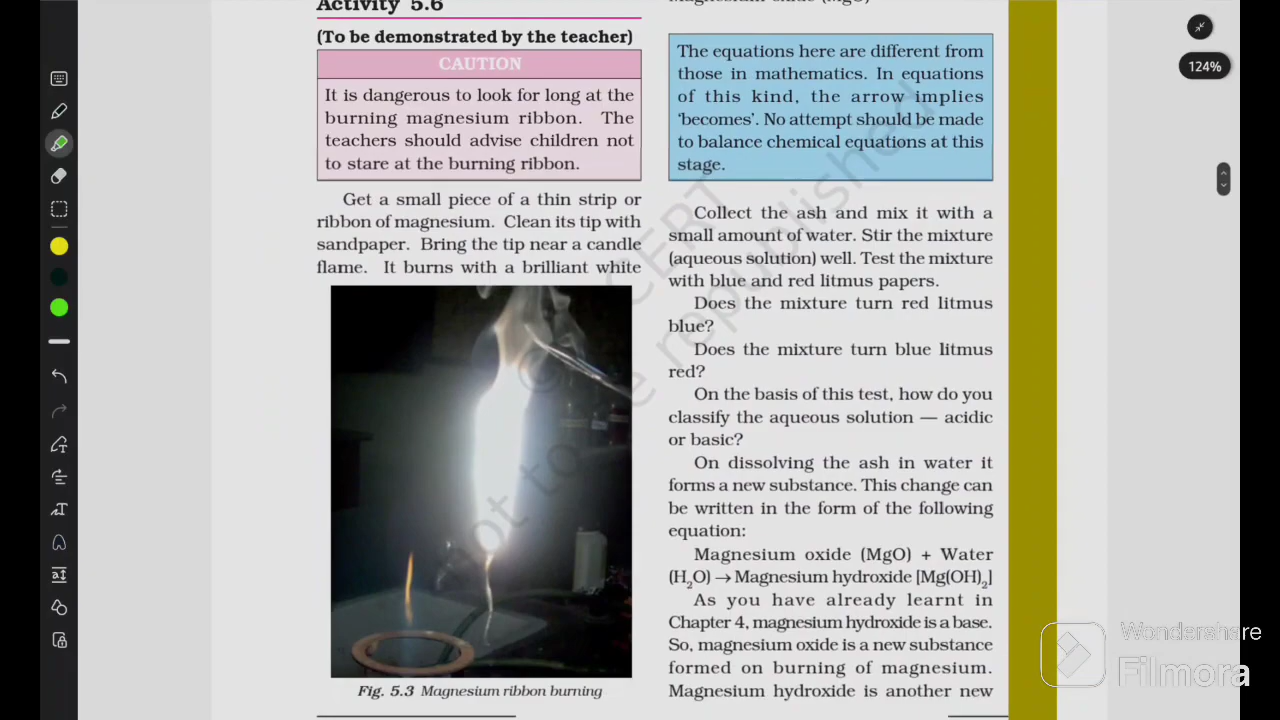 Activity 5.6
(To be demonstrated by the teacher)
CAUTION
It is dangerous to look for long at the
burning magnesium ribbon. The
teachers should advise children not
to stare at the burning ribbon.
Get a small piece of a thin strip or
ribbon of magnesium. Clean its tip with
sandpaper. Bring the tip near a candle
flame. It burns with a brilliant white
Fig. 5.3 Magnesium ribbon burning
Magnesium oxide (MgO)
The equations here are different from
those in mathematics. In equations
of this kind, the arrow implies
‘becomes’. No attempt should be made
to balance chemical equations at this
stage.
Collect the ash and mix it with a
small amount of water. Stir the mixture
(aqueous solution) well. Test the mixture
with blue and red litmus papers.
Does the mixture turn red litmus
blue?
Does the mixture turn blue litmus
red?
On the basis of this test, how do you
classify the aqueous solution — acidic
or basic?
On dissolving the ash in water it
forms a new substance. This change can
be written in the form of the following
equation:
Magnesium oxide (MgO) + Water
(H₂O) → Magnesium hydroxide [Mg(OH)₂]
As you have already learnt in
Chapter 4, magnesium hydroxide is a base.
So, magnesium oxide is a new substance
formed on burning of magnesium.
Magnesium hydroxide is another new
124%
Wondershare
Filmora